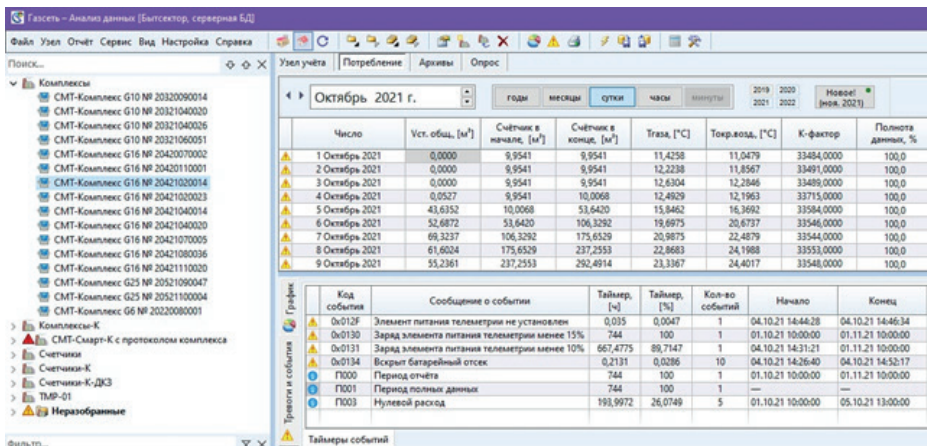 Газсеть – Анализ данных [Бытсектор, серверная БД]
Файл Узел Отчёт Сервис Вид Настройка Справка
Поиск...
Комплексы
СМТ-Комплекс G10 № 20320090014
СМТ-Комплекс G10 № 20321040020
СМТ-Комплекс G10 № 20321040026
СМТ-Комплекс G10 № 20321060051
СМТ-Комплекс G16 № 20420070002
СМТ-Комплекс G16 № 20420110001
СМТ-Комплекс G16 № 20421020014
СМТ-Комплекс G16 № 20421020023
СМТ-Комплекс G16 № 20421040014
СМТ-Комплекс G16 № 20421040020
СМТ-Комплекс G16 № 20421070005
СМТ-Комплекс G16 № 20421080036
СМТ-Комплекс G16 № 20421110020
СМТ-Комплекс G25 № 20521090047
СМТ-Комплекс G25 № 20521100004
СМТ-Комплекс G6 № 20220080001
Комплексы-К
СМТ-Смарт-К с протоколом комплекса
Счетчики
Счетчики-К
Счетчики-К-ДКЗ
ТМР-01
Неразобранные
Фильтр...
Узел учёта Потребление Архивы Опрос
Октябрь 2021 г. годы месяцы сутки часы минуты 2019 2020 2021 2022 Новое! (ноя. 2021)
Число Vст. общ, [м³] Счётчик в начале, [м³] Счётчик в конце, [м³] Tгаза, [°C] Tокр.возд, [°C] К-фактор Полнота данных, %
1 Октябрь 2021 0,0000 9,9541 9,9541 11,4258 11,0479 33484,0000 100,0
2 Октябрь 2021 0,0000 9,9541 9,9541 12,2238 11,8567 33491,0000 100,0
3 Октябрь 2021 0,0000 9,9541 9,9541 12,6304 12,2846 33489,0000 100,0
4 Октябрь 2021 0,0527 9,9541 10,0068 12,4929 12,1963 33715,0000 100,0
5 Октябрь 2021 43,6352 10,0068 53,6420 15,8462 16,3692 33584,0000 100,0
6 Октябрь 2021 52,6872 53,6420 106,3292 19,6975 20,6737 33546,0000 100,0
7 Октябрь 2021 69,3237 106,3292 175,6529 20,9875 22,4879 33544,0000 100,0
8 Октябрь 2021 61,6024 175,6529 237,2553 22,8683 24,1988 33553,0000 100,0
9 Октябрь 2021 55,2361 237,2553 292,4914 23,3367 24,4017 33548,0000 100,0
График
Тревоги и события
Код события Сообщение о событии Таймер, [ч] Таймер, [%] Кол-во событий Начало Конец
0x012F Элемент питания телеметрии не установлен 0,035 0,0047 1 04.10.21 14:44:28 04.10.21 14:46:34
0x0130 Заряд элемента питания телеметрии менее 15% 744 100 1 01.10.21 10:00:00 01.11.21 10:00:00
0x0131 Заряд элемента питания телеметрии менее 10% 667,4775 89,7147 1 04.10.21 14:31:21 01.11.21 10:00:00
0x0134 Вскрыт батарейный отсек 0,2131 0,0286 10 04.10.21 14:26:40 04.10.21 14:52:17
П000 Период отчёта 744 100 1 01.10.21 10:00:00 01.11.21 10:00:00
П001 Период полных данных 744 100 1 — —
П003 Нулевой расход 193,9972 26,0749 5 01.10.21 10:00:00 05.10.21 13:00:00
Таймеры событий